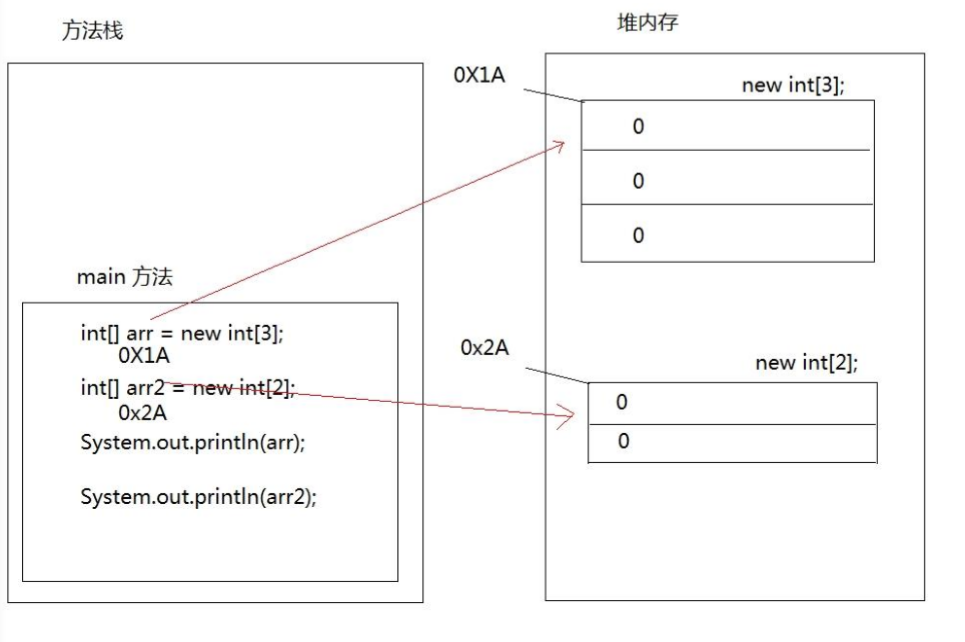 方法栈
main 方法
int[] arr = new int[3];
0X1A
int[] arr2 = new int[2];
0x2A
System.out.println(arr);
System.out.println(arr2);
堆内存
0X1A
new int[3];
0
0
0
0x2A
new int[2];
0
0